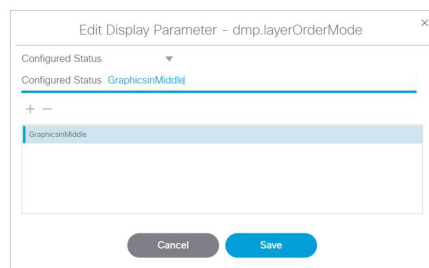 Edit Display Parameter - dmp.layerOrderMode
Configured Status
Configured Status GraphicsinMiddle
GraphicsinMiddle
Cancel Save